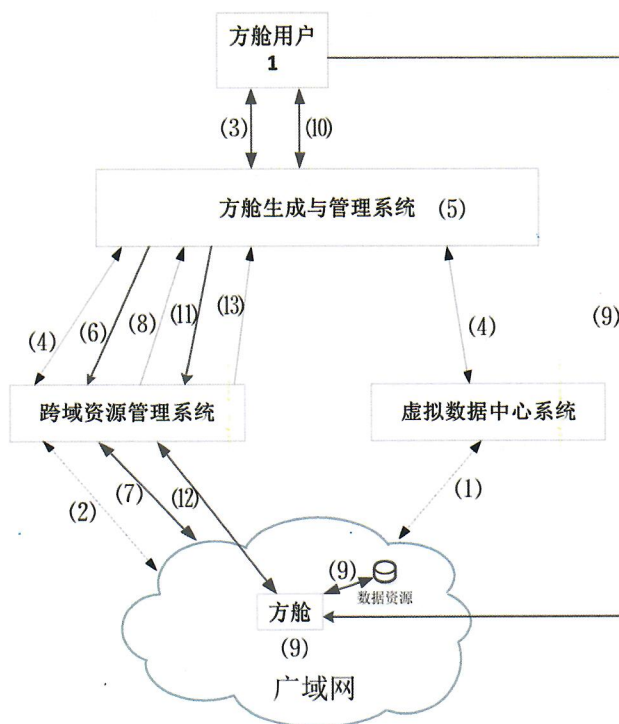 方舱用户
1
(3)
(10)
方舱生成与管理系统 (5)
(4)
(6)
(8)
(11)
(13)
(4)
(9)
跨域资源管理系统
虚拟数据中心系统
(2)
(7)
(12)
(1)
(9)
数据资源
方舱
(9)
广域网